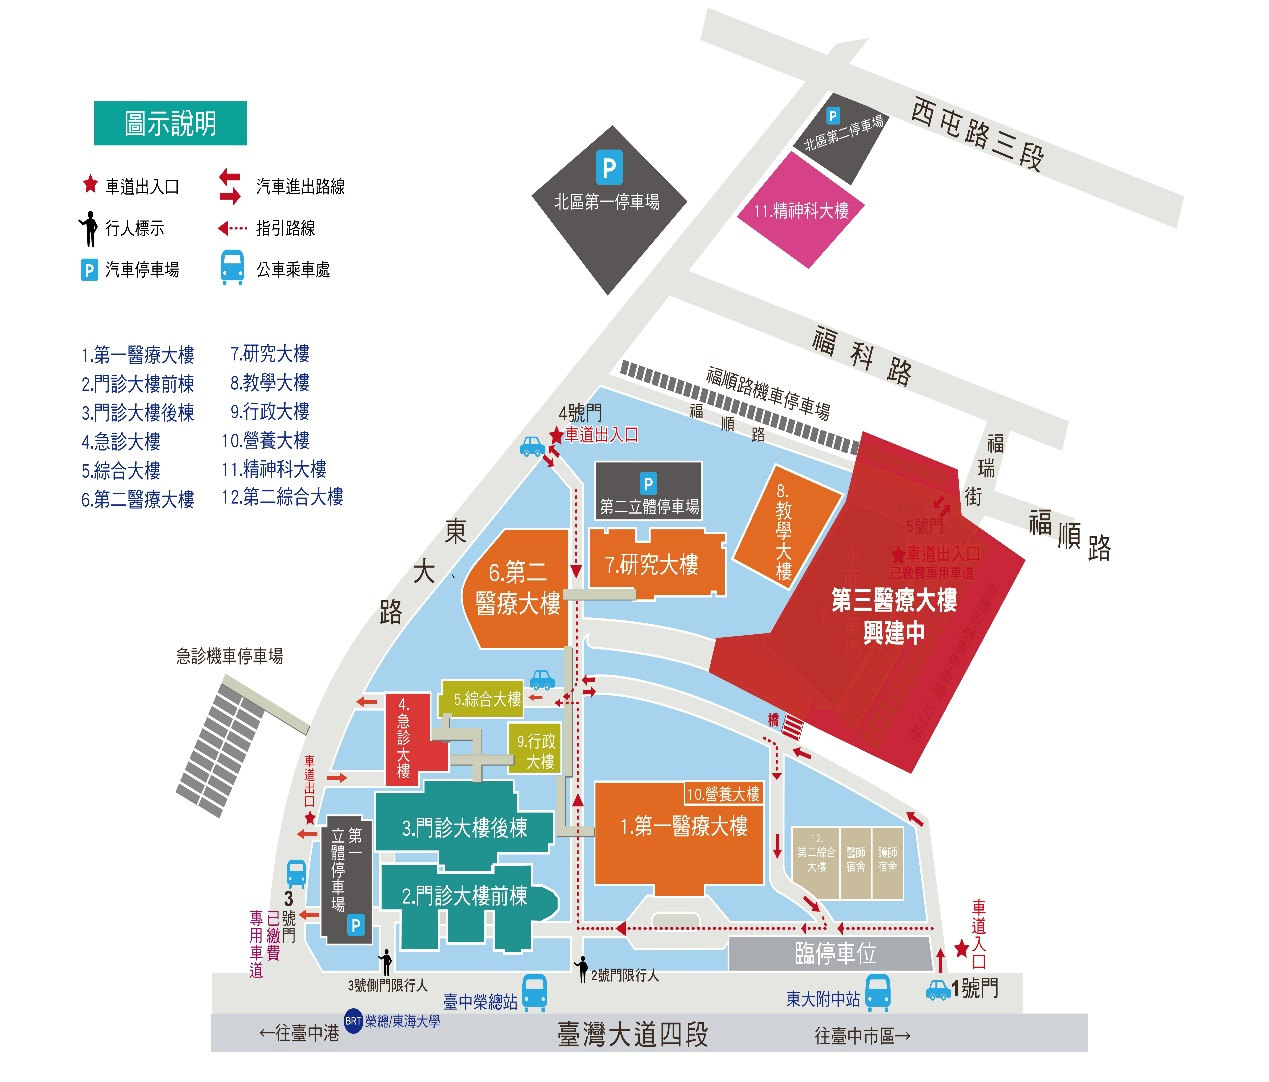 圖示說明
車道出入口
汽車進出路線
行人標示
指引路線
P
汽車停車場
公車乘車處
1.第一醫療大樓
7.研究大樓
2.門診大樓前棟
8.教學大樓
3.門診大樓後棟
9.行政大樓
4.急診大樓
10.營養大樓
5.綜合大樓
11.精神科大樓
6.第二醫療大樓
12.第二綜合大樓
西屯路三段
P
北區第二停車場
P
北區第一停車場
11.精神科大樓
福科路
福順路機車停車場
福順路
4號門
車道出入口
福瑞街
福順路
P
第二立體停車場
8.教學大樓
5號門
車道出入口
已繳費專用車道
東大路
7.研究大樓
6.第二
醫療大樓
第三醫療大樓
興建中
急診機車停車場
5.綜合大樓
4.急診大樓
橋
9.行政
大樓
車道出口
10.營養大樓
1.第一醫療大樓
3.門診大樓後棟
第一
立體停車場
P
12.
第二綜合
大樓
醫師
宿舍
護師
宿舍
2.門診大樓前棟
3號門
已繳費
專用車道
車道入口
臨停車位
1號門
3號側門限行人
2號門限行人
臺中榮總站
東大附中站
BRT
榮總/東海大學
←往臺中港
臺灣大道四段
往臺中市區→